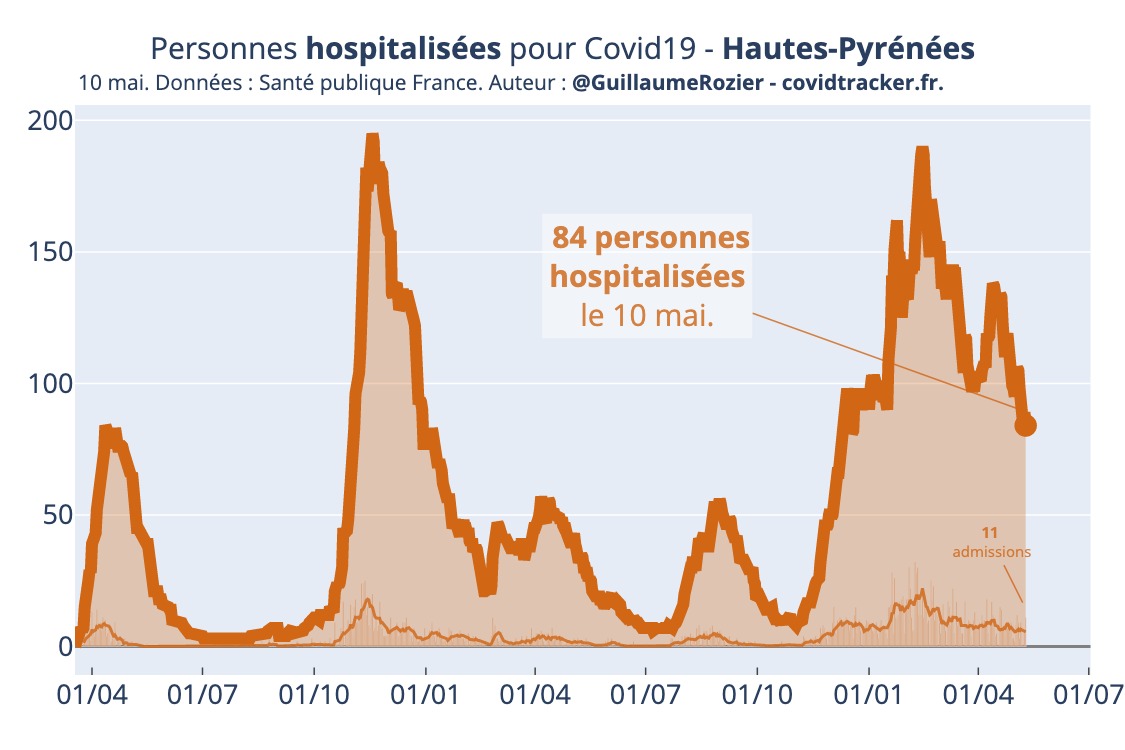 Personnes hospitalisées pour Covid19 - Hautes-Pyrénées
10 mai. Données : Santé publique France. Auteur : @GuillaumeRozier - covidtracker.fr.
200
150
100
50
0
84 personnes
hospitalisées
le 10 mai.
11
admissions
01/04 01/07 01/10 01/01 01/04 01/07 01/10 01/01 01/04 01/07